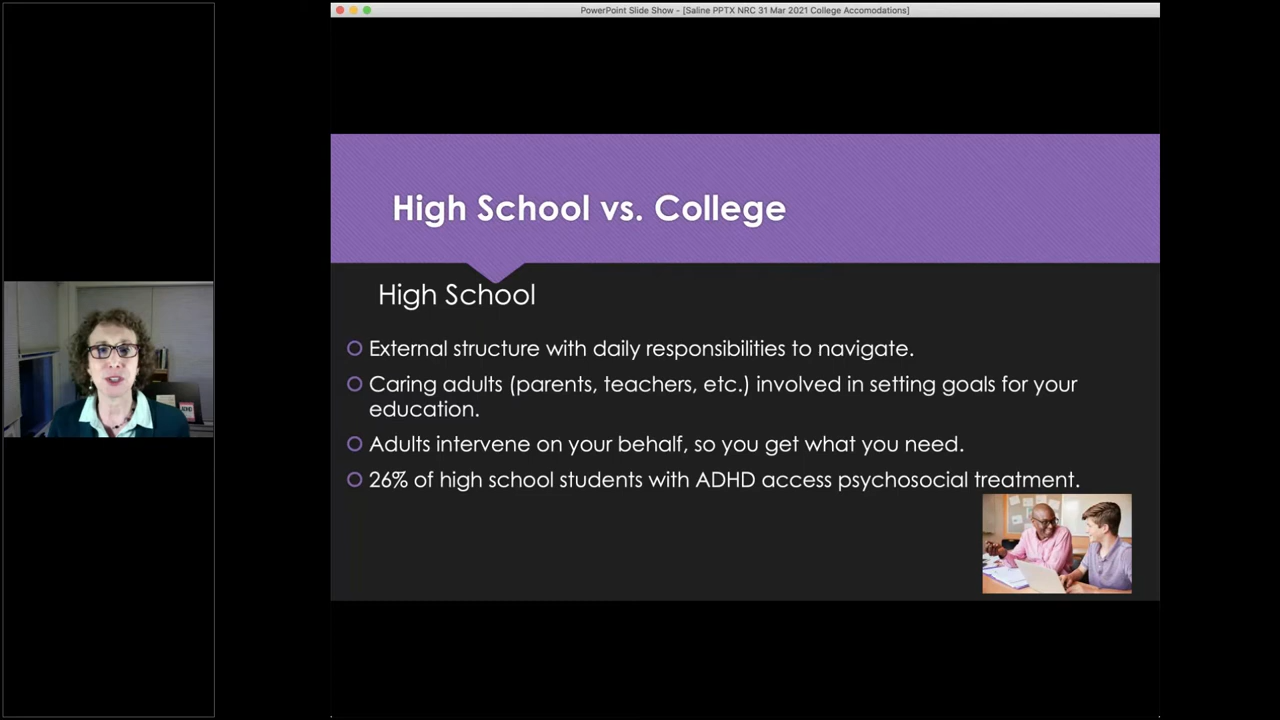 PowerPoint Slide Show - [Saline PPTX NRC 31 Mar 2021 College Accomodations]
High School vs. College
High School
External structure with daily responsibilities to navigate.
Caring adults (parents, teachers, etc.) involved in setting goals for your
education.
Adults intervene on your behalf, so you get what you need.
26% of high school students with ADHD access psychosocial treatment.
ADHD